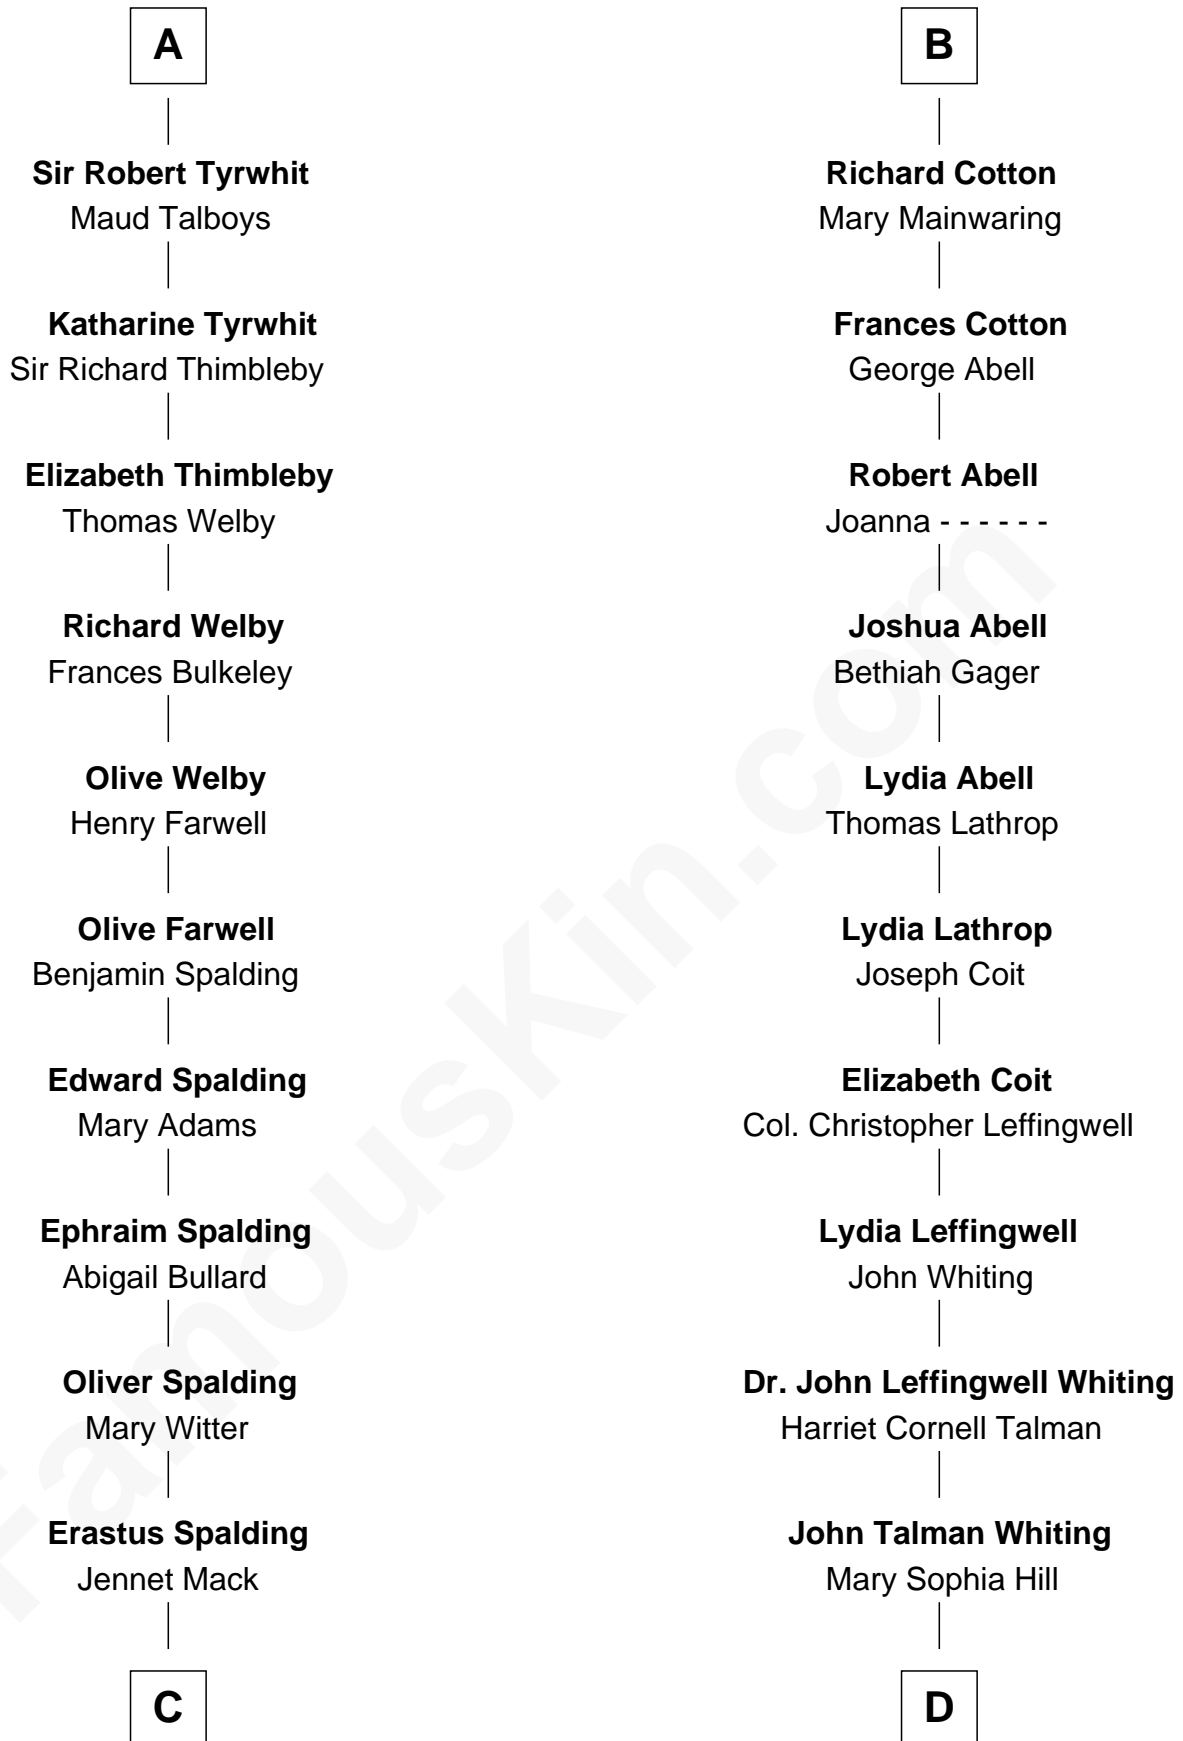 A
Sir Robert Tyrwhit
Maud Talboys
Katharine Tyrwhit
Sir Richard Thimbleby
Elizabeth Thimbleby
Thomas Welby
Richard Welby
Frances Bulkeley
Olive Welby
Henry Farwell
Olive Farwell
Benjamin Spalding
Edward Spalding
Mary Adams
Ephraim Spalding
Abigail Bullard
Oliver Spalding
Mary Witter
Erastus Spalding
Jennet Mack
C
B
Richard Cotton
Mary Mainwaring
Frances Cotton
George Abell
Robert Abell
Joanna - - - - - -
Joshua Abell
Bethiah Gager
Lydia Abell
Thomas Lathrop
Lydia Lathrop
Joseph Coit
Elizabeth Coit
Col. Christopher Leffingwell
Lydia Leffingwell
John Whiting
Dr. John Leffingwell Whiting
Harriet Cornell Talman
John Talman Whiting
Mary Sophia Hill
D
FamousKin.com